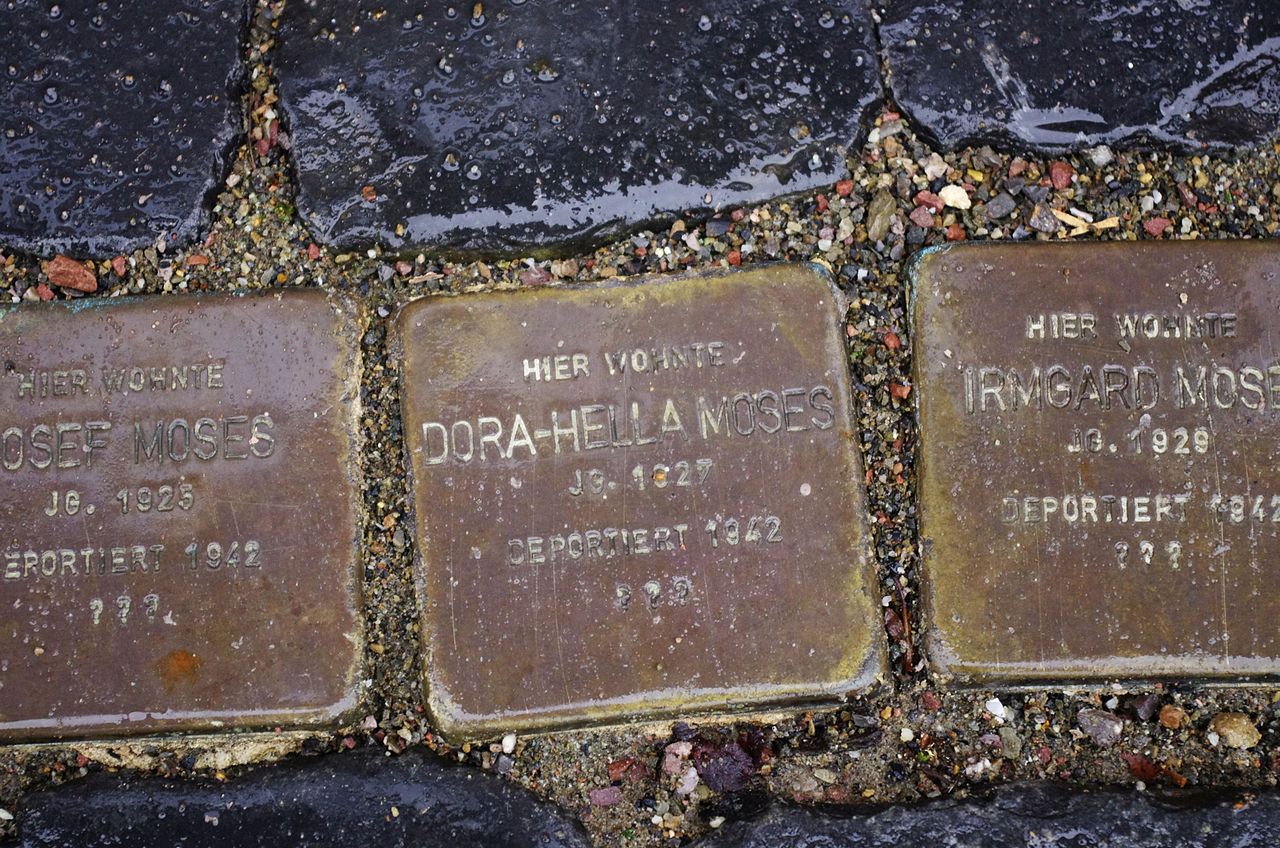 HIER WOHNTE
OSEF MOSES
JG. 1925
EPORTIERT 1942
? ? ?
HIER WOHNTE
DORA-HELLA MOSES
JG. 1927
DEPORTIERT 1942
? ? ?
HIER WOHNTE
IRMGARD MOSE
JG. 1929
DEPORTIERT 1942
? ? ?